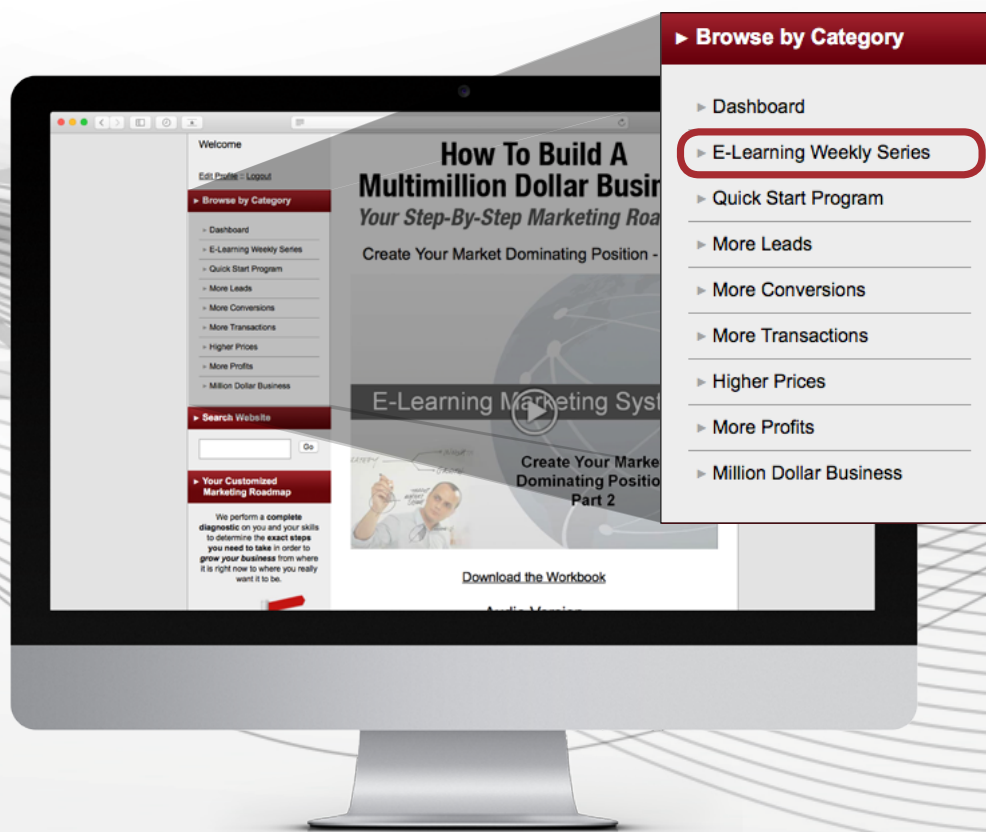 Welcome
Edit Profile :: Logout
Browse by Category
Dashboard
E-Learning Weekly Series
Quick Start Program
More Leads
More Conversions
More Transactions
Higher Prices
More Profits
Million Dollar Business
Search Website
Go
Your Customized
Marketing Roadmap
We perform a complete
diagnostic on you and your skills
to determine the exact steps
you need to take in order to
grow your business from where
it is right now to where you really
want it to be.
How To Build A
Multimillion Dollar Busin
Your Step-By-Step Marketing Roa
Create Your Market Dominating Position -
E-Learning Marketing Syst
Create Your Marke
Dominating Positio
Part 2
Download the Workbook
Audio Version
Browse by Category
Dashboard
E-Learning Weekly Series
Quick Start Program
More Leads
More Conversions
More Transactions
Higher Prices
More Profits
Million Dollar Business